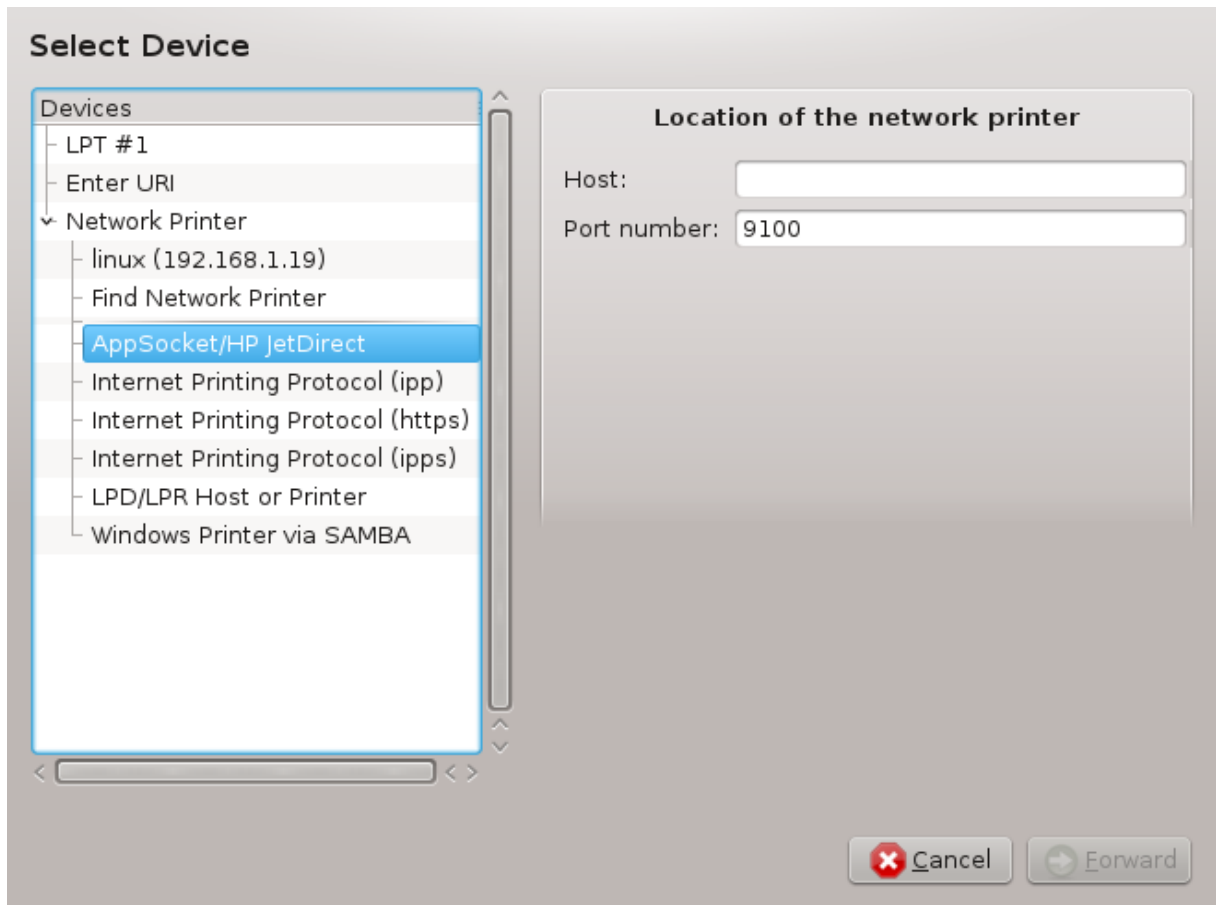 Select Device
Devices
LPT #1
Enter URI
Network Printer
linux (192.168.1.19)
Find Network Printer
AppSocket/HP JetDirect
Internet Printing Protocol (ipp)
Internet Printing Protocol (https)
Internet Printing Protocol (ipps)
LPD/LPR Host or Printer
Windows Printer via SAMBA
Location of the network printer
Host:
Port number: 9100
Cancel
Forward